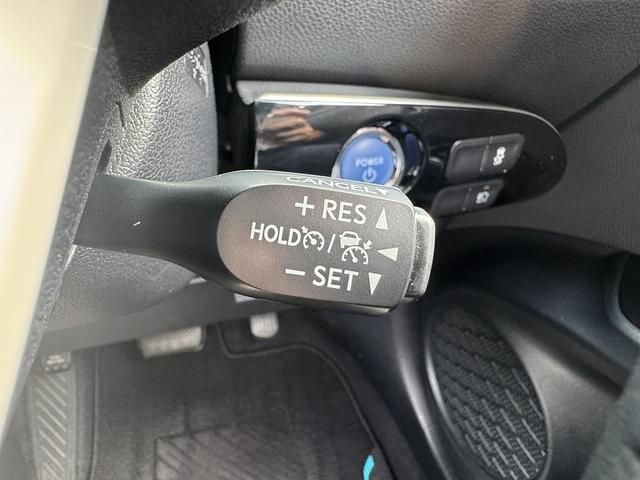 POWER
CANCEL
+ RES
HOLD /
− SET